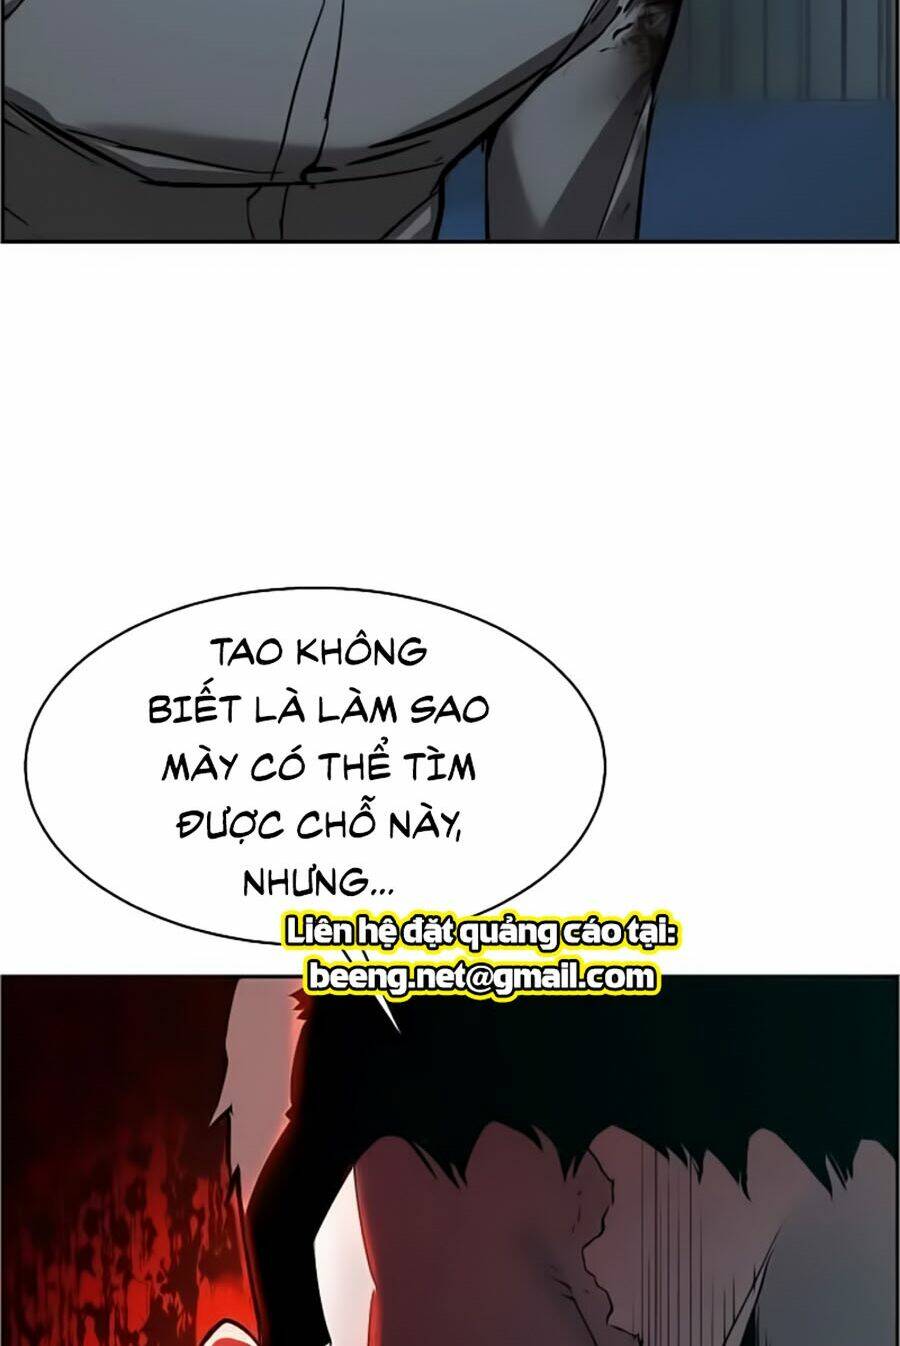 TAO KHÔNG
BIẾT LÀ LÀM SAO
MÀY CÓ THỂ TÌM
ĐƯỢC CHỖ NÀY,
NHƯNG...
Liên hệ đặt quảng cáo tại:
beeng.net@gmail.com